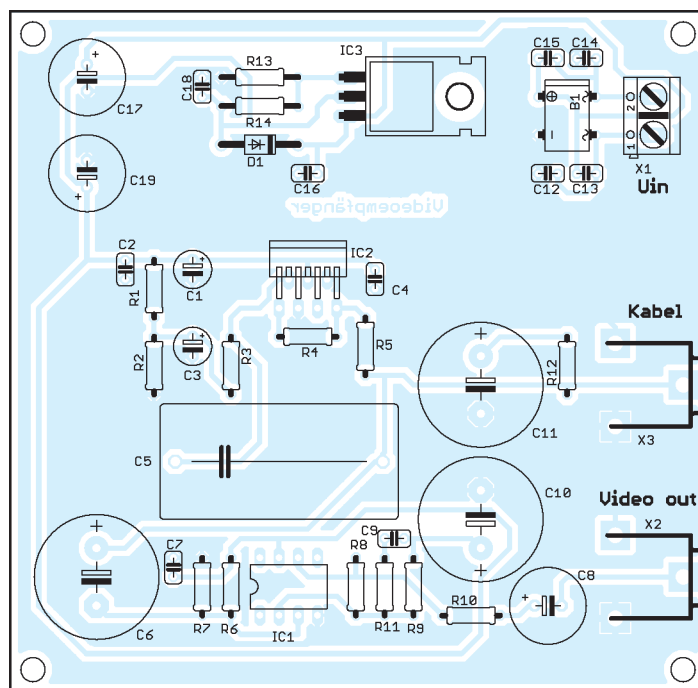 C17
C18
R13
R14
D1
IC3
C15
C14
B1
2
1
X1
Uin
C19
C16
C12
C13
Videoempfänger
C2
R1
C1
IC2
C4
R2
C3
R3
R4
R5
Kabel
R12
C11
X3
C5
C10
Video out
X2
C9
C7
R8
C8
C6
R7
R6
IC1
R11
R9
R10